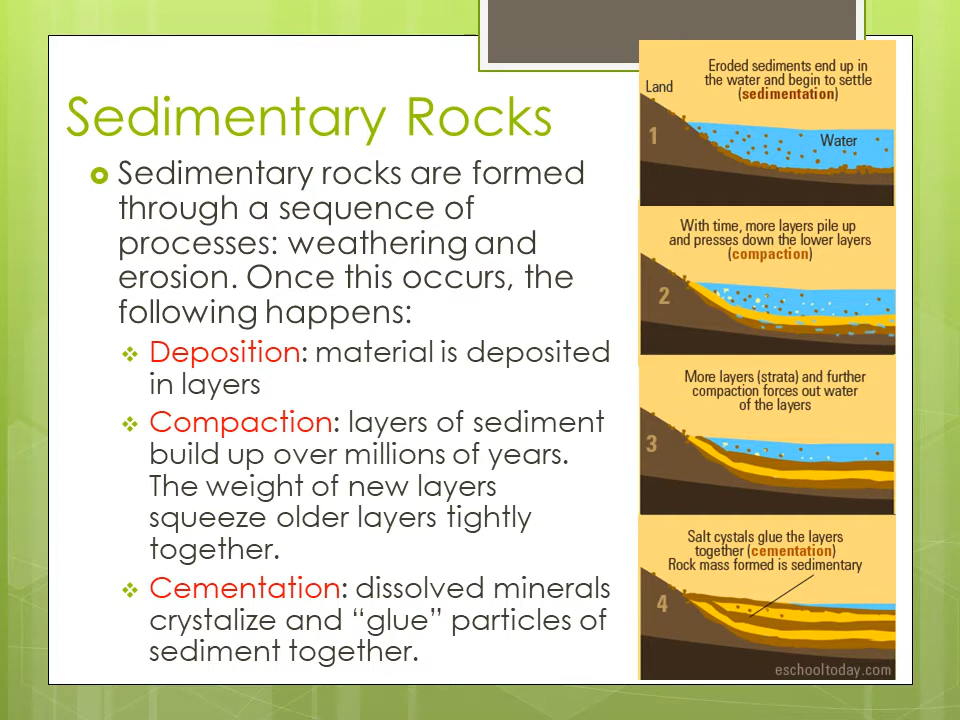 Sedimentary Rocks
Sedimentary rocks are formed
through a sequence of
processes: weathering and
erosion. Once this occurs, the
following happens:
Deposition: material is deposited
in layers
Compaction: layers of sediment
build up over millions of years.
The weight of new layers
squeeze older layers tightly
together.
Cementation: dissolved minerals
crystalize and “glue” particles of
sediment together.
Eroded sediments end up in
the water and begin to settle
(sedimentation)
Land
1
Water
With time, more layers pile up
and presses down the lower layers
(compaction)
2
More layers (strata) and further
compaction forces out water
of the layers
3
Salt cystals glue the layers
together (cementation)
Rock mass formed is sedimentary
4
eschooltoday.com